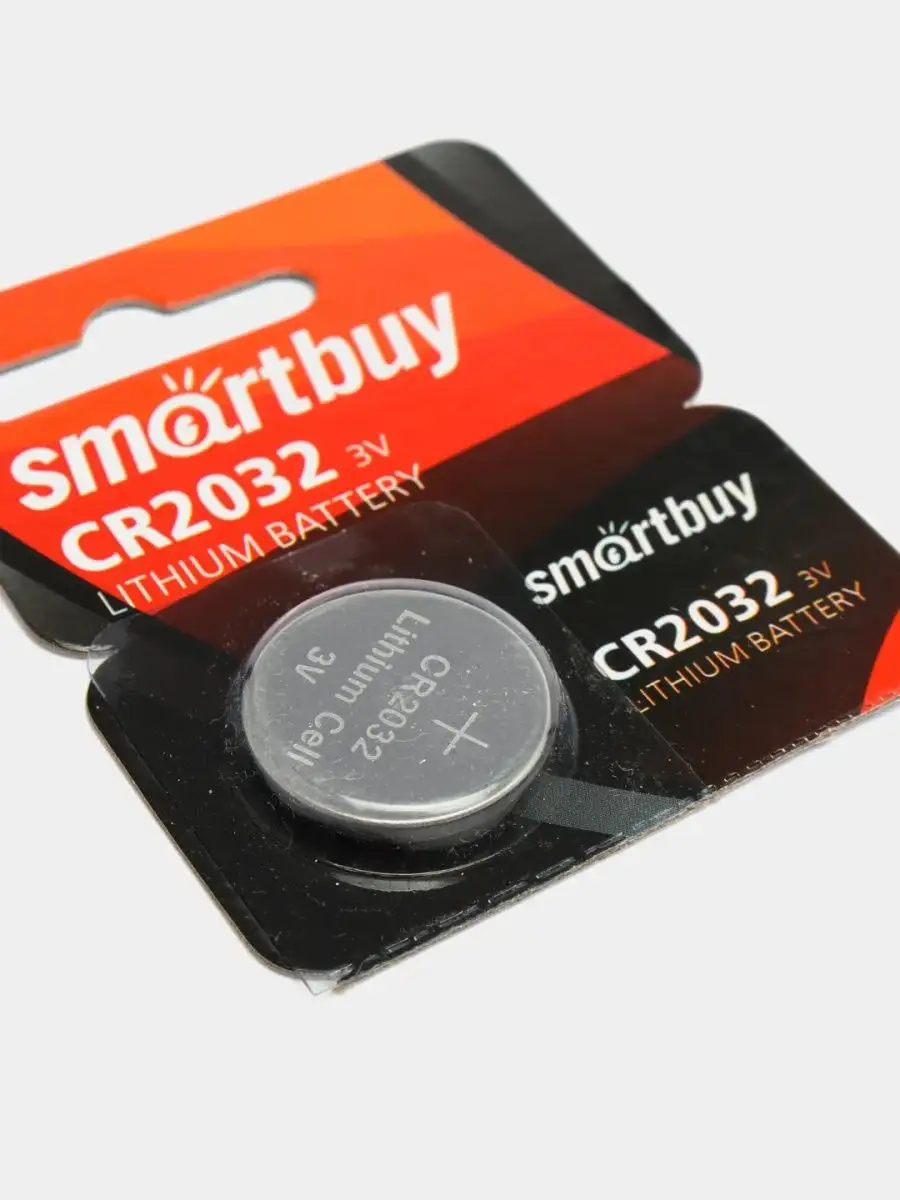 smartbuy
CR2032 3V
LITHIUM BATTERY
smartbuy
CR2032 3V
LITHIUM BATTERY
+
CR2032
Lithium Cell
3V